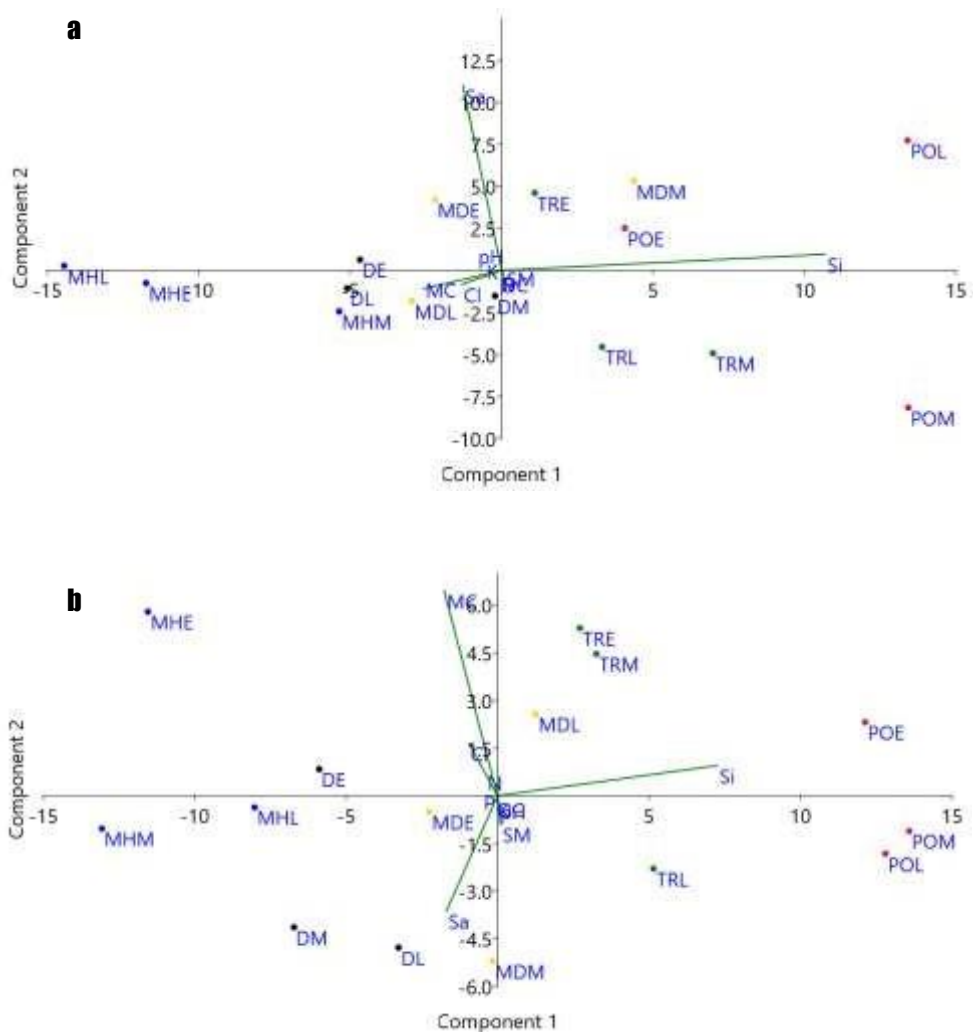 a
12.5
Sa
10.0
7.5
POL
5.0
TRE
MDM
MDE
2.5
POE
PH
DE
Si
MHL
K
-15
MHE
-10
-5
5
10
15
DL
MC
Cl
DM
MHM
MDL
-2.5
TRL
TRM
-5.0
-7.5
POM
-10.0
Component 2
Component 1
b
MC
6.0
MHE
TRE
TRM
4.5
3.0
MDL
POE
1.5
DE
Si
N
P
-15
-10
-5
5
10
15
MHL
MDE
MHM
SM
POM
-1.5
POL
TRL
-3.0
Sa
DM
DL
-4.5
MDM
-6.0
Component 2
Component 1